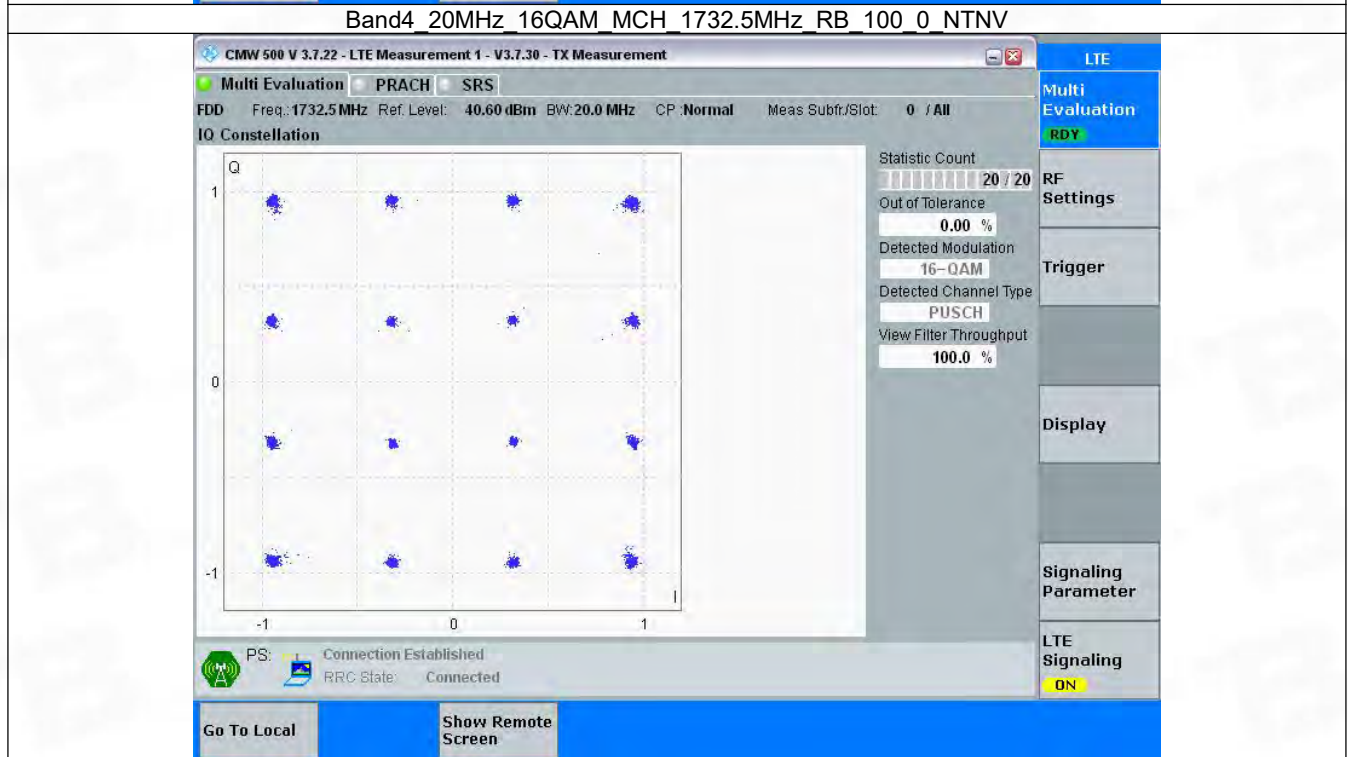 Band4_20MHz_16QAM_MCH_1732.5MHz_RB_100_0_NTNV
CMW 500 V 3.7.22 - LTE Measurement 1 - V3.7.30 - TX Measurement
LTE
Multi Evaluation PRACH SRS
Multi
Evaluation
RDY
FDD Freq.:1732.5 MHz Ref. Level: 40.60 dBm BW:20.0 MHz CP :Normal Meas Subfr./Slot: 0 / All
IQ Constellation
Q
1
0
-1
I
-1 0 1
Statistic Count
20 / 20
Out of Tolerance
0.00 %
Detected Modulation
16-QAM
Detected Channel Type
PUSCH
View Filter Throughput
100.0 %
RF
Settings
Trigger
Display
Signaling
Parameter
LTE
Signaling
ON
PS: Connection Established
RRC State: Connected
Go To Local
Show Remote
Screen